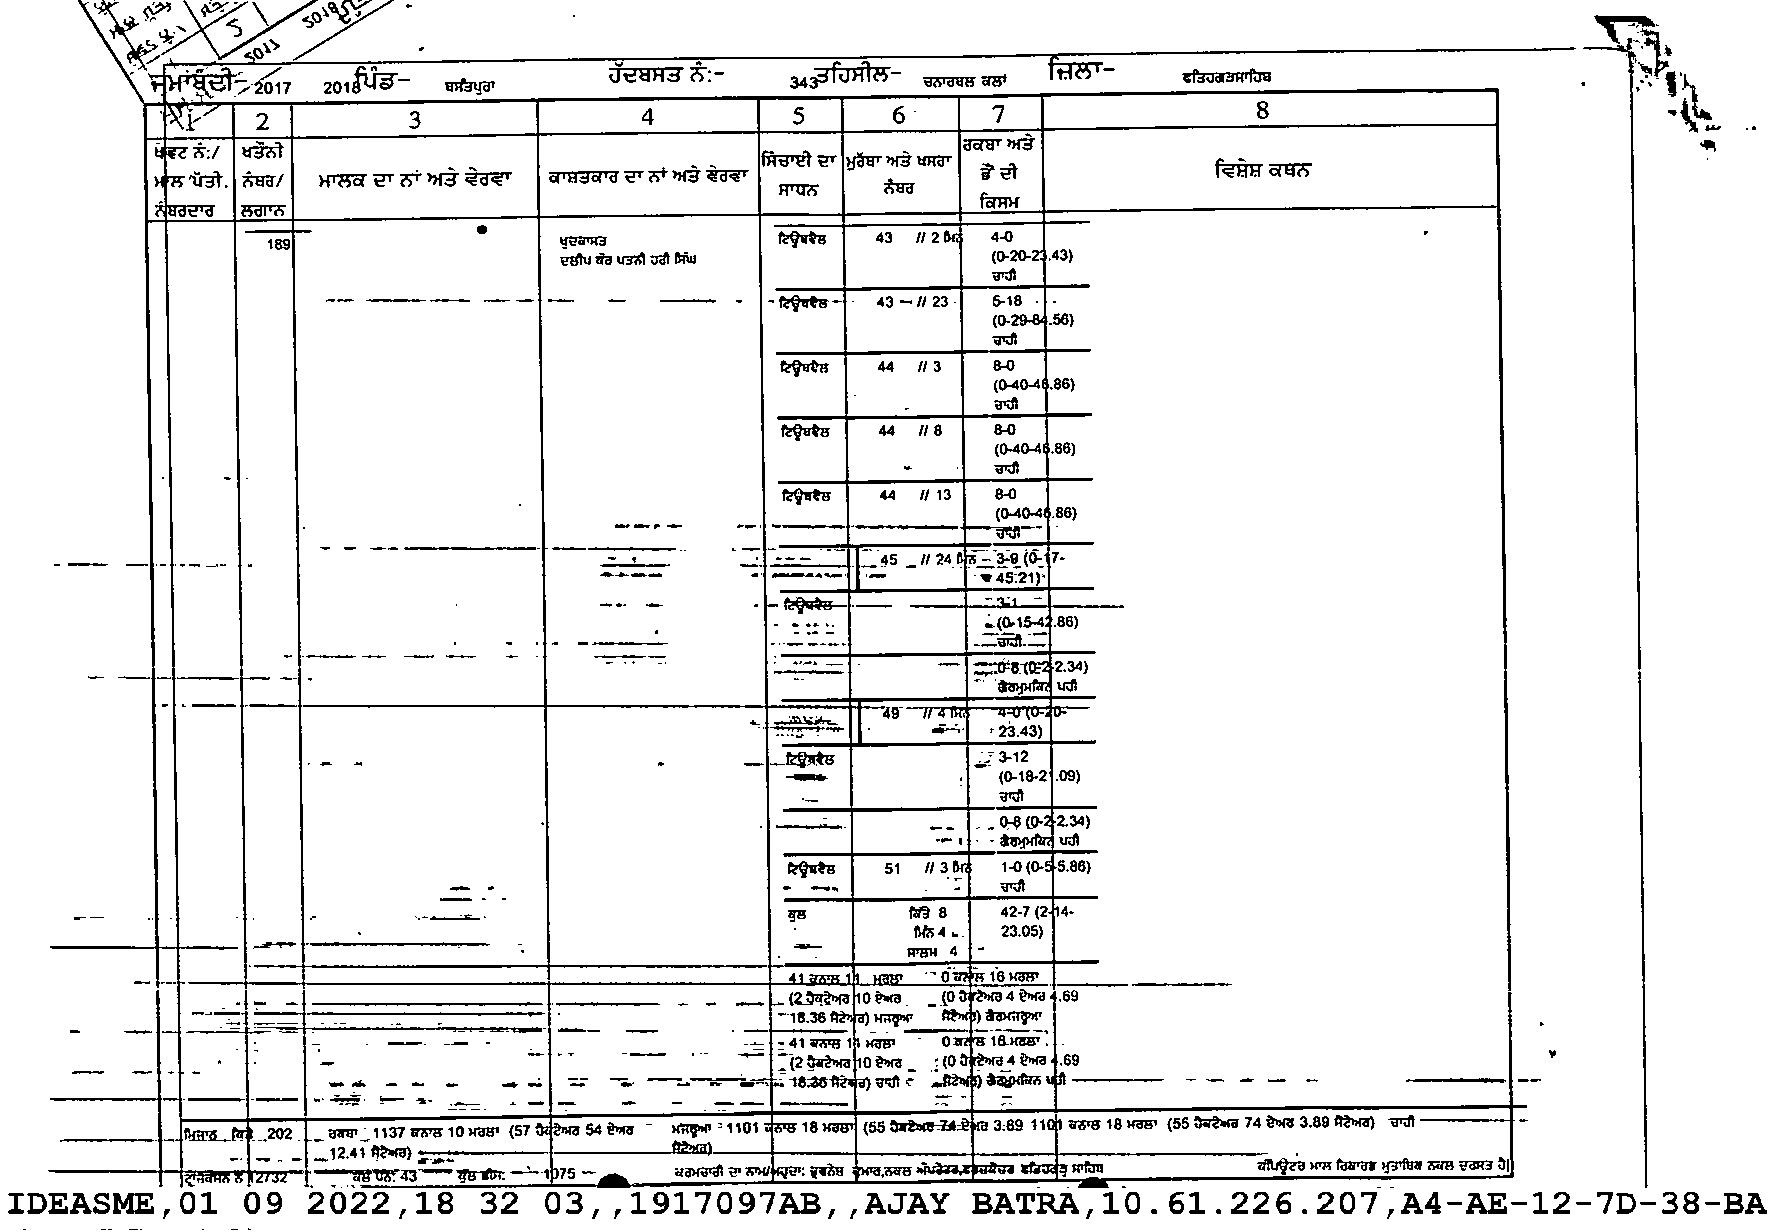 ਜਮਾਂਬੰਦੀ- 2017 2018 ਪਿੰਡ- ਬਸੰਤਪੁਰਾ ਹੱਦਬਸਤ ਨੰ:- 343 ਤਹਿਸੀਲ- ਚਨਾਰਥਲ ਕਲਾਂ ਜ਼ਿਲਾ- ਫਤਿਹਗੜਸਾਹਿਬ
1 2 3 4 5 6 7 8
ਖੇਵਟ ਨੰ:/ ਖਤੌਨੀ ਰਕਬਾ ਅਤੇ
ਮਾਲ ਪੱਤੀ. ਨੰਬਰ/ ਮਾਲਕ ਦਾ ਨਾਂ ਅਤੇ ਵੇਰਵਾ ਕਾਸ਼ਤਕਾਰ ਦਾ ਨਾਂ ਅਤੇ ਵੇਰਵਾ ਸਿੰਚਾਈ ਦਾ ਮੁਰੱਬਾ ਅਤੇ ਖਸਰਾ ਭੋਂ ਦੀ ਵਿਸ਼ੇਸ਼ ਕਥਨ
ਨੰਬਰਦਾਰ ਲਗਾਨ ਸਾਧਨ ਨੰਬਰ ਕਿਸਮ
189 ਖੁਦਕਾਸ਼ਤ ਟਿਊਬਵੈਲ 43 // 2 ਮਿਨ 4-0
ਦਲੀਪ ਕੌਰ ਪਤਨੀ ਹਰੀ ਸਿੰਘ (0-20-23.43)
ਚਾਹੀ
ਟਿਊਬਵੈਲ 43 // 23 5-18
(0-29-84.56)
ਚਾਹੀ
ਟਿਊਬਵੈਲ 44 // 3 8-0
(0-40-46.86)
ਚਾਹੀ
ਟਿਊਬਵੈਲ 44 // 8 8-0
(0-40-46.86)
ਚਾਹੀ
ਟਿਊਬਵੈਲ 44 // 13 8-0
(0-40-46.86)
ਚਾਹੀ
45 // 24 ਮਿਨ 3-9 (0-17-
45.21)
ਟਿਊਬਵੈਲ 3-1
(0-15-42.86)
ਚਾਹੀ
0-8 (0-2-2.34)
ਗੈਰਮੁਮਕਿਨ ਪਹੀ
49 // 4 ਮਿਨ 4-0 (0-20-
23.43)
ਟਿਊਬਵੈਲ 3-12
(0-18-21.09)
ਚਾਹੀ
0-8 (0-2-2.34)
ਗੈਰਮੁਮਕਿਨ ਪਹੀ
ਟਿਊਬਵੈਲ 51 // 3 ਮਿਨ 1-0 (0-5-5.86)
ਚਾਹੀ
ਕੁਲ ਕਿੱਤੇ 8 42-7 (2-14-
ਮਿੰਨ 4 23.05)
ਸਾਲਮ 4
41 ਕਨਾਲ 11 ਮਰਲਾ 0 ਕਨਾਲ 16 ਮਰਲਾ
(2 ਹੈਕਟੇਅਰ 10 ਏਅਰ (0 ਹੈਕਟੇਅਰ 4 ਏਅਰ 4.69
18.36 ਸੈਂਟੇਅਰ) ਮਜਰੂਆ ਸੈਂਟੇਅਰ) ਗੈਰਮਜਰੂਆ
41 ਕਨਾਲ 11 ਮਰਲਾ 0 ਕਨਾਲ 16 ਮਰਲਾ
(2 ਹੈਕਟੇਅਰ 10 ਏਅਰ (0 ਹੈਕਟੇਅਰ 4 ਏਅਰ 4.69
18.36 ਸੈਂਟੇਅਰ) ਚਾਹੀ ਸੈਂਟੇਅਰ) ਗੈਰਮੁਮਕਿਨ ਪਹੀ
ਮਿਜਾਨ ਕਿੱਤੇ 202 ਰਕਬਾ 1137 ਕਨਾਲ 10 ਮਰਲਾ (57 ਹੈਕਟੇਅਰ 54 ਏਅਰ ਮਜਰੂਆ 1101 ਕਨਾਲ 18 ਮਰਲਾ (55 ਹੈਕਟੇਅਰ 74 ਏਅਰ 3.89 1101 ਕਨਾਲ 18 ਮਰਲਾ (55 ਹੈਕਟੇਅਰ 74 ਏਅਰ 3.89 ਸੈਂਟੇਅਰ) ਚਾਹੀ
12.41 ਸੈਂਟੇਅਰ) ਸੈਂਟੇਅਰ)
ਟ੍ਰਾਂਜੈਕਸਨ ਨੰ 12732 ਕੁਲ ਪੰਨੇ: 43 ਕੁੱਲ ਫੀਸ: 1075 ਕਰਮਚਾਰੀ ਦਾ ਨਾਮ/ਅਹੁਦਾ: ਕੁਮਾਰ,ਨਕਲ ਫਤਿਹਗੜ੍ਹ ਸਾਹਿਬ ਕੰਪਿਊਟਰ ਮਾਲ ਰਿਕਾਰਡ ਮੁਤਾਬਿਕ ਨਕਲ ਦਰੁਸਤ ਹੈ|
IDEASME,01 09 2022,18 32 03,,1917097AB,,AJAY BATRA,10.61.226.207,A4-AE-12-7D-38-BA